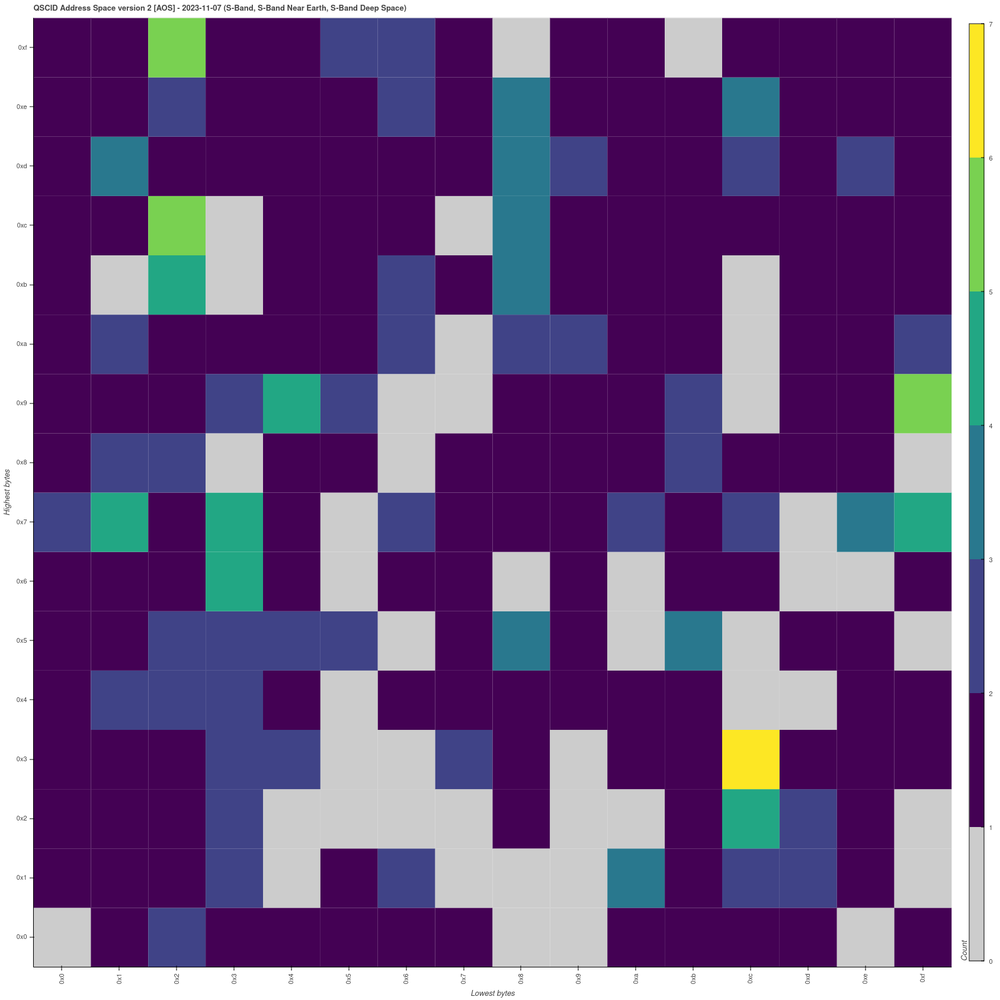 QSCID Address Space version 2 [AOS] - 2023-11-07 (S-Band, S-Band Near Earth, S-Band Deep Space)
Highest bytes
0xf
0xe
0xd
0xc
0xb
0xa
0x9
0x8
0x7
0x6
0x5
0x4
0x3
0x2
0x1
0x0
0x0 0x1 0x2 0x3 0x4 0x5 0x6 0x7 0x8 0x9 0xa 0xb 0xc 0xd 0xe 0xf
Lowest bytes
Count
7
6
5
4
3
2
1
0